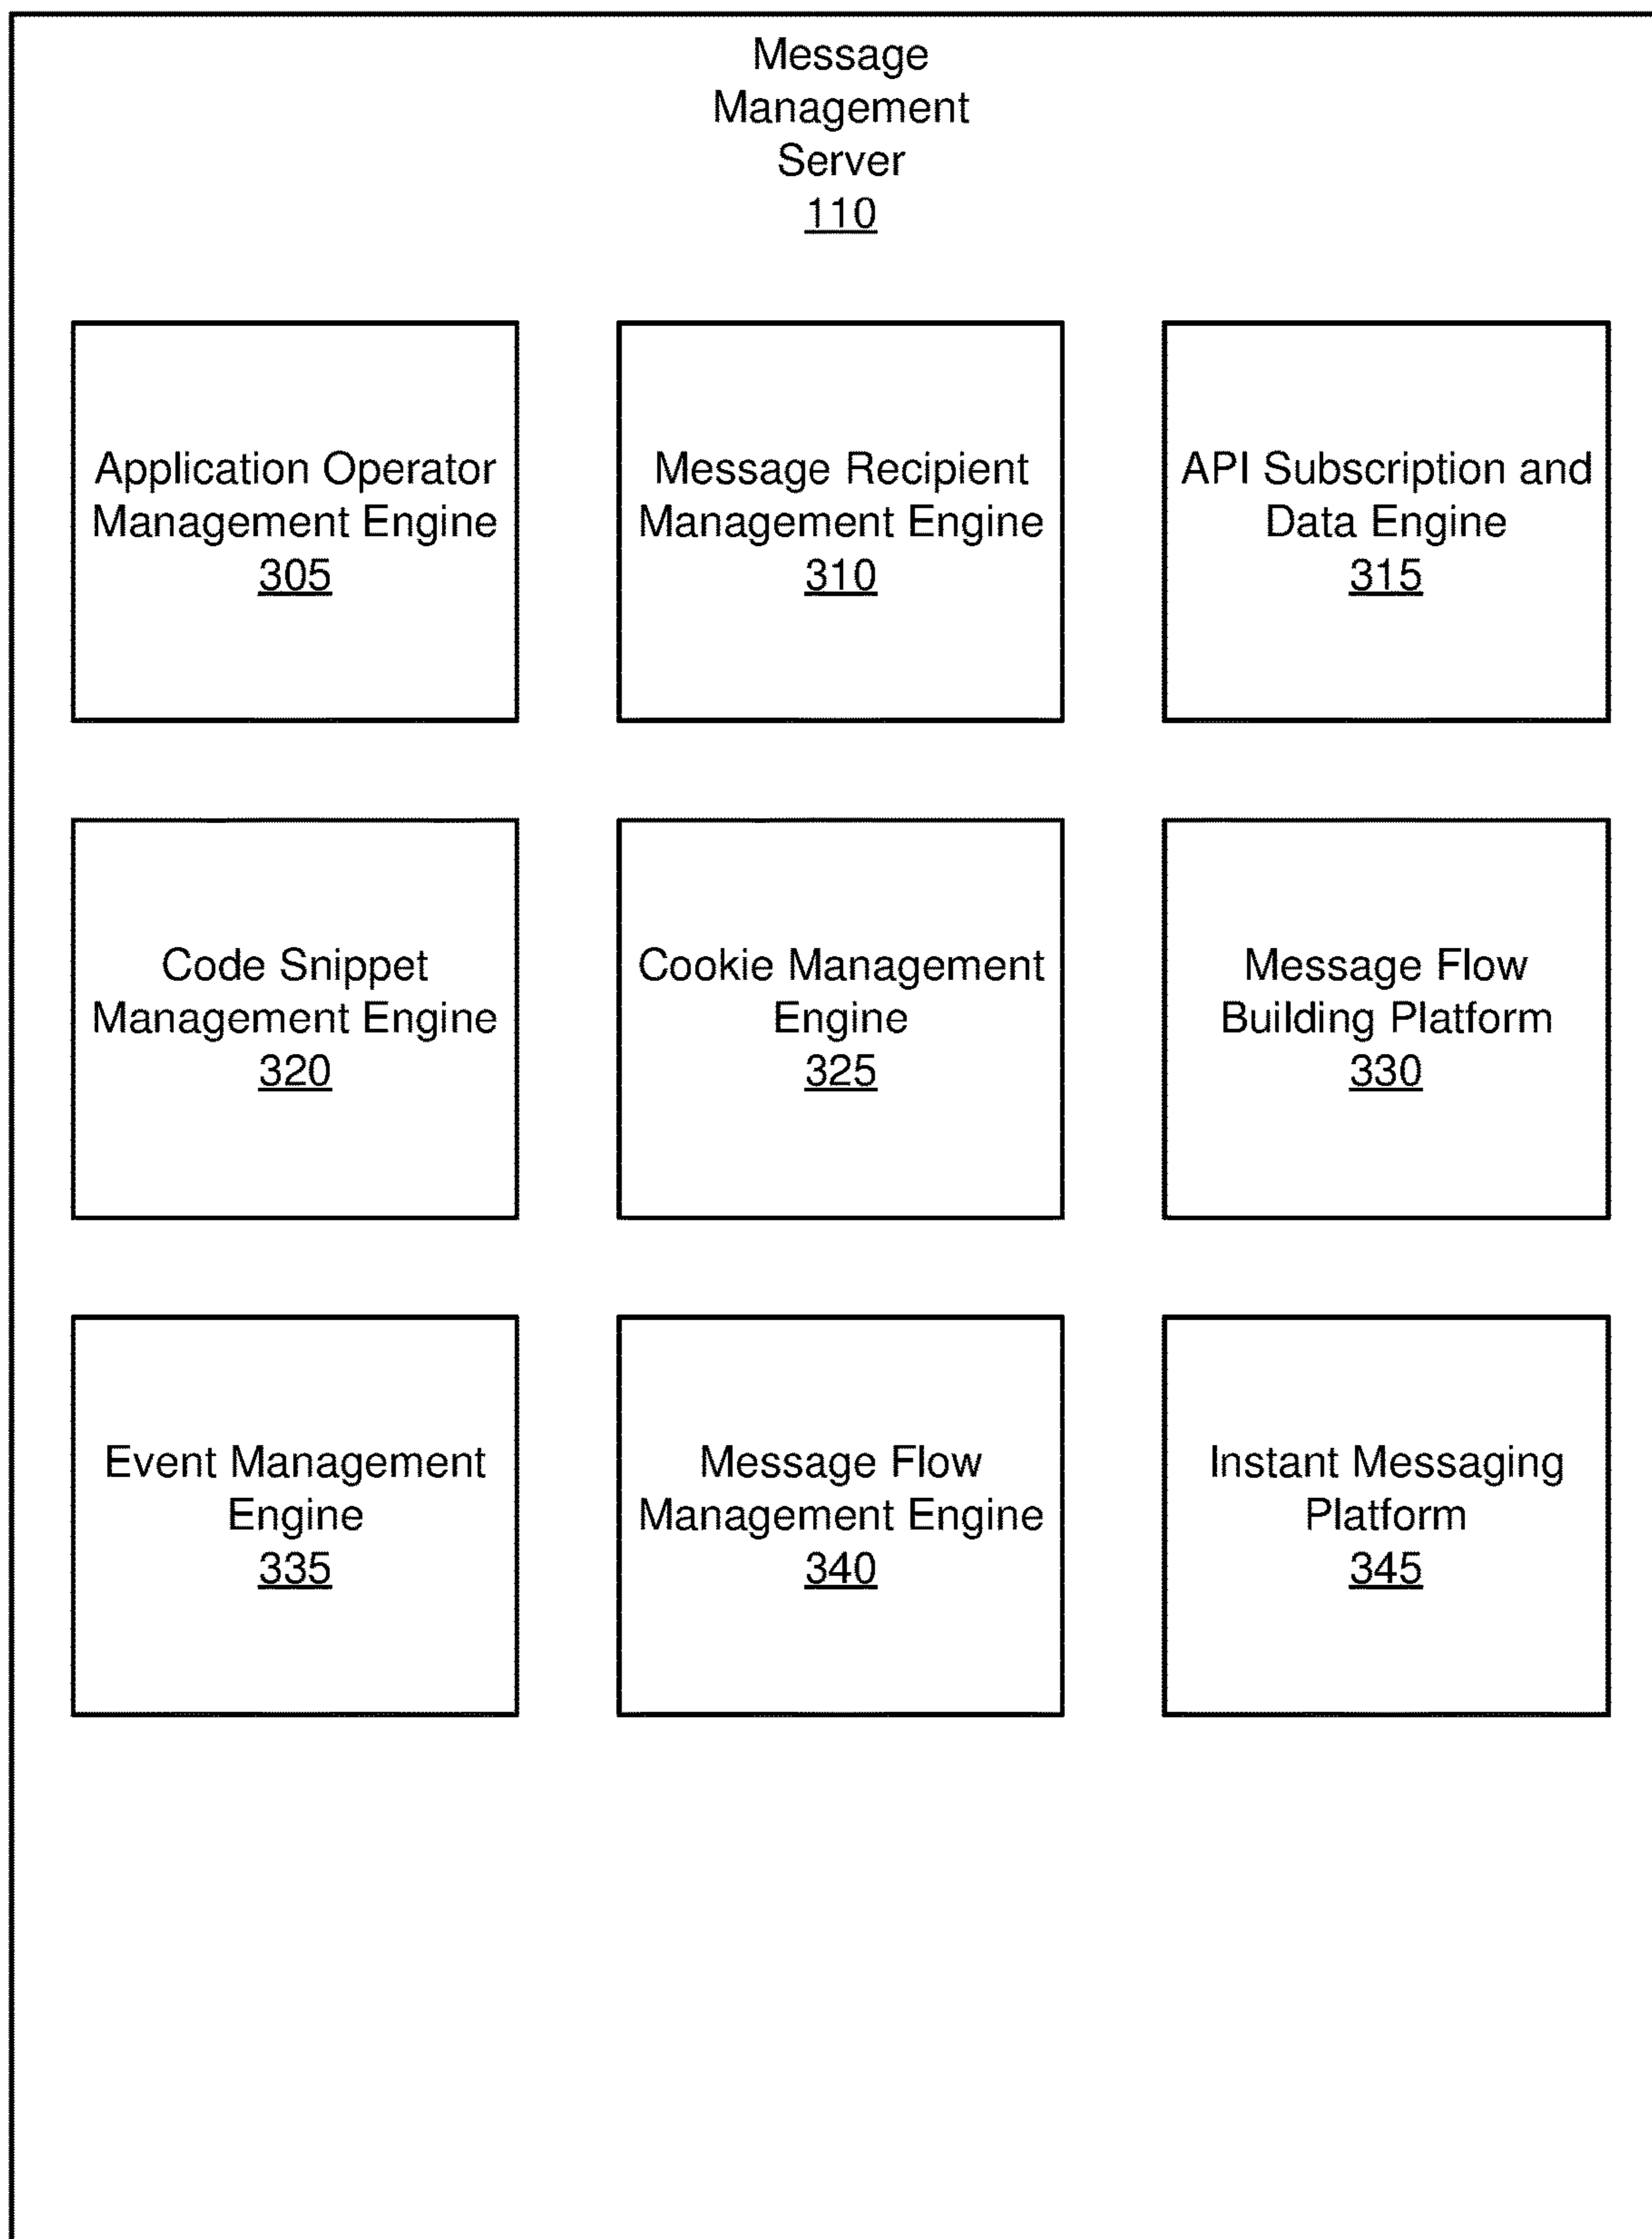 Message
Management
Server
110
Application Operator
Management Engine
305
Message Recipient
Management Engine
310
API Subscription and
Data Engine
315
Code Snippet
Management Engine
320
Cookie Management
Engine
325
Message Flow
Building Platform
330
Event Management
Engine
335
Message Flow
Management Engine
340
Instant Messaging
Platform
345